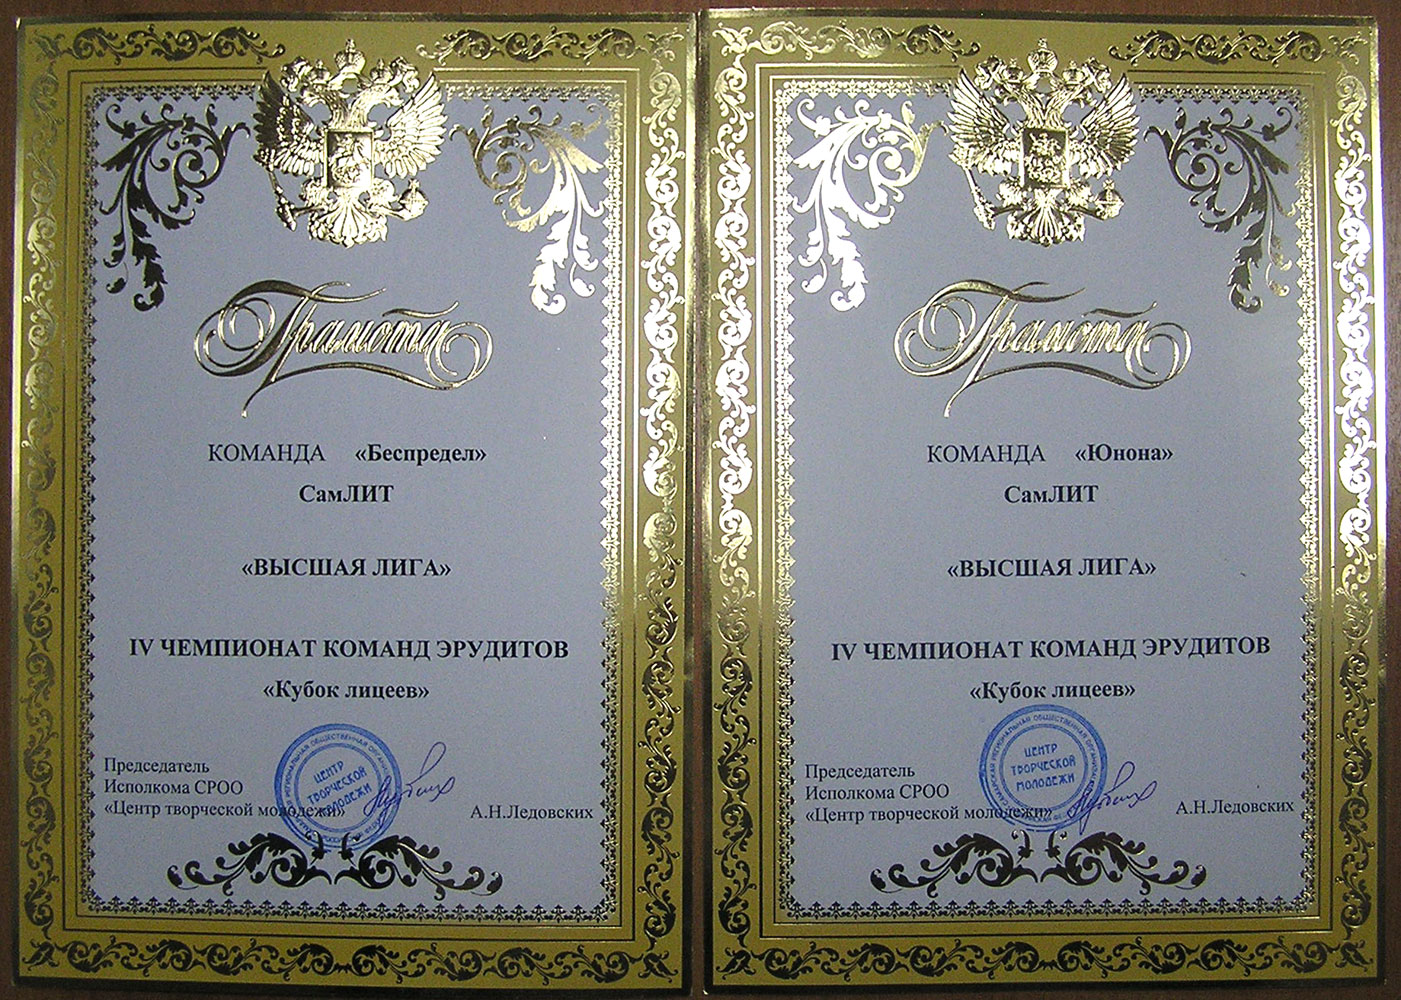 Грамота
КОМАНДА «Беспредел»
СамЛИТ
«ВЫСШАЯ ЛИГА»
IV ЧЕМПИОНАТ КОМАНД ЭРУДИТОВ
«Кубок лицеев»
Председатель
Исполкома СРОО
«Центр творческой молодежи»
А.Н.Ледовских
ЦЕНТР
ТВОРЧЕСКОЙ
МОЛОДЕЖИ
Грамота
КОМАНДА «Юнона»
СамЛИТ
«ВЫСШАЯ ЛИГА»
IV ЧЕМПИОНАТ КОМАНД ЭРУДИТОВ
«Кубок лицеев»
Председатель
Исполкома СРОО
«Центр творческой молодежи»
А.Н.Ледовских
ЦЕНТР
ТВОРЧЕСКОЙ
МОЛОДЕЖИ